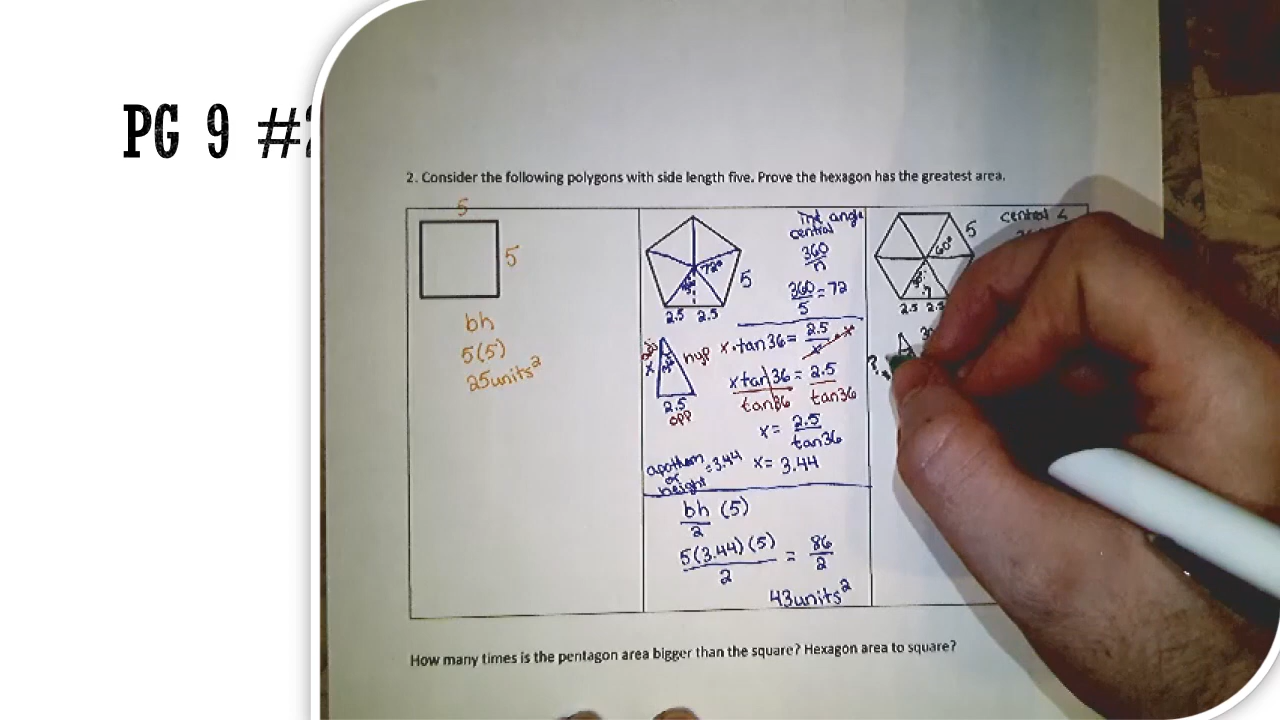 PG 9 #2
2. Consider the following polygons with side length five. Prove the hexagon has the greatest area.
5
5
bh
5(5)
25units²
72°
5
2.5 2.5
int angle
central
360
n
360 = 72
5
hyp
x
2.5
opp
x·tan36 = 2.5 · x
x
xtan36 = 2.5
tan36 tan36
x = 2.5
tan36
x = 3.44
apothem
or
height
= 3.44
bh (5)
2
5(3.44)(5) = 86
2 2
43units²
central ∠
60°
5
2.5 2.5
?
How many times is the pentagon area bigger than the square? Hexagon area to square?